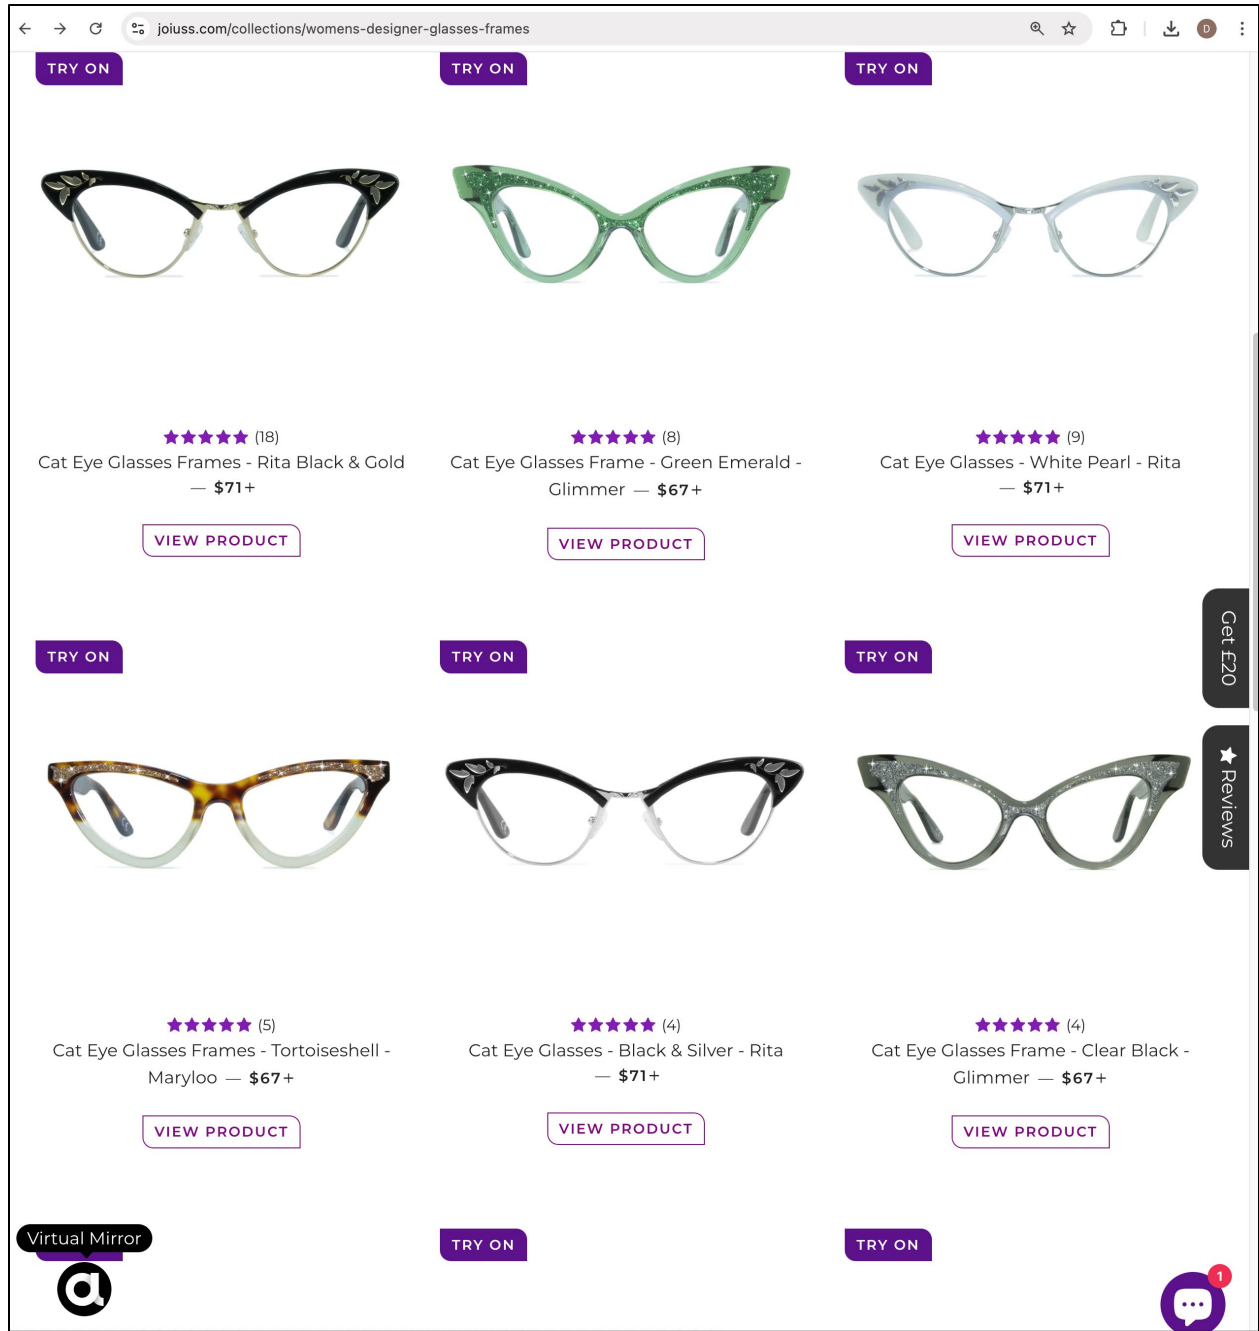 joiuss.com/collections/womens-designer-glasses-frames
D
TRY ON
TRY ON
TRY ON
(18)
Cat Eye Glasses Frames - Rita Black & Gold
— $71+
VIEW PRODUCT
(8)
Cat Eye Glasses Frame - Green Emerald -
Glimmer — $67+
VIEW PRODUCT
(9)
Cat Eye Glasses - White Pearl - Rita
— $71+
VIEW PRODUCT
Get £20
Reviews
TRY ON
TRY ON
TRY ON
(5)
Cat Eye Glasses Frames - Tortoiseshell -
Maryloo — $67+
VIEW PRODUCT
(4)
Cat Eye Glasses - Black & Silver - Rita
— $71+
VIEW PRODUCT
(4)
Cat Eye Glasses Frame - Clear Black -
Glimmer — $67+
VIEW PRODUCT
Virtual Mirror
a
TRY ON
TRY ON
1